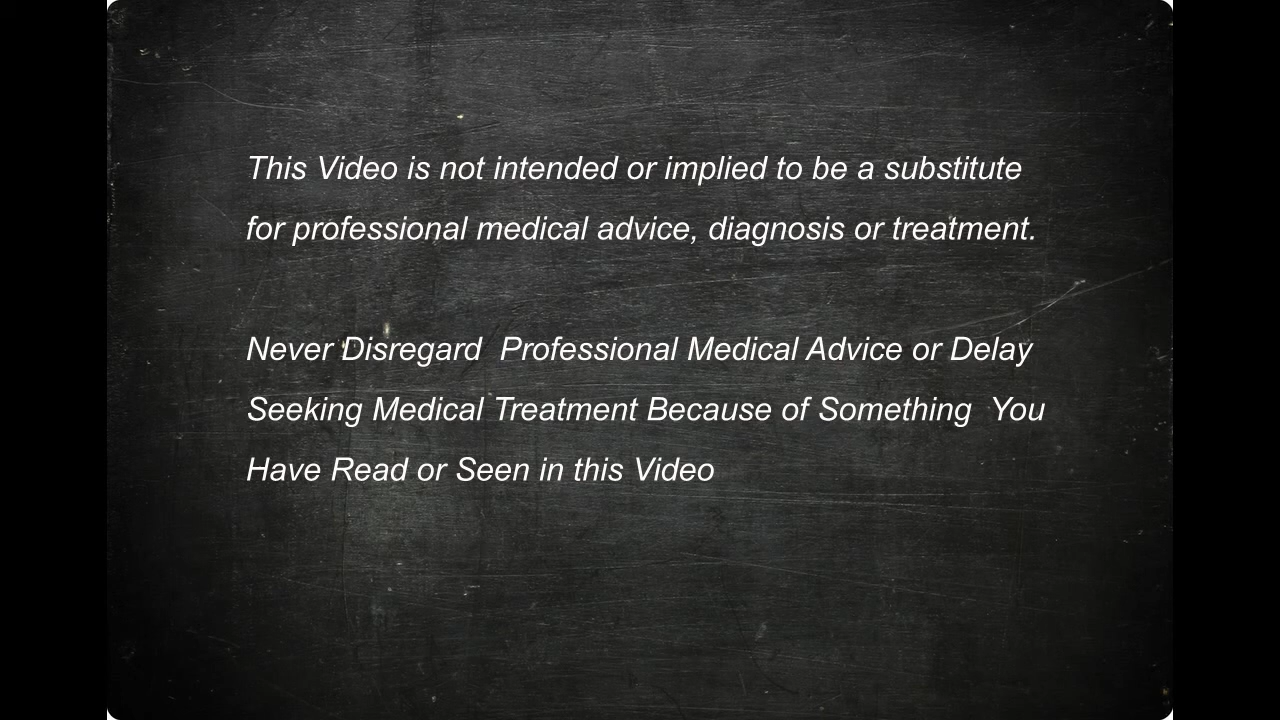 This Video is not intended or implied to be a substitute
for professional medical advice, diagnosis or treatment.
Never Disregard  Professional Medical Advice or Delay
Seeking Medical Treatment Because of Something  You
Have Read or Seen in this Video